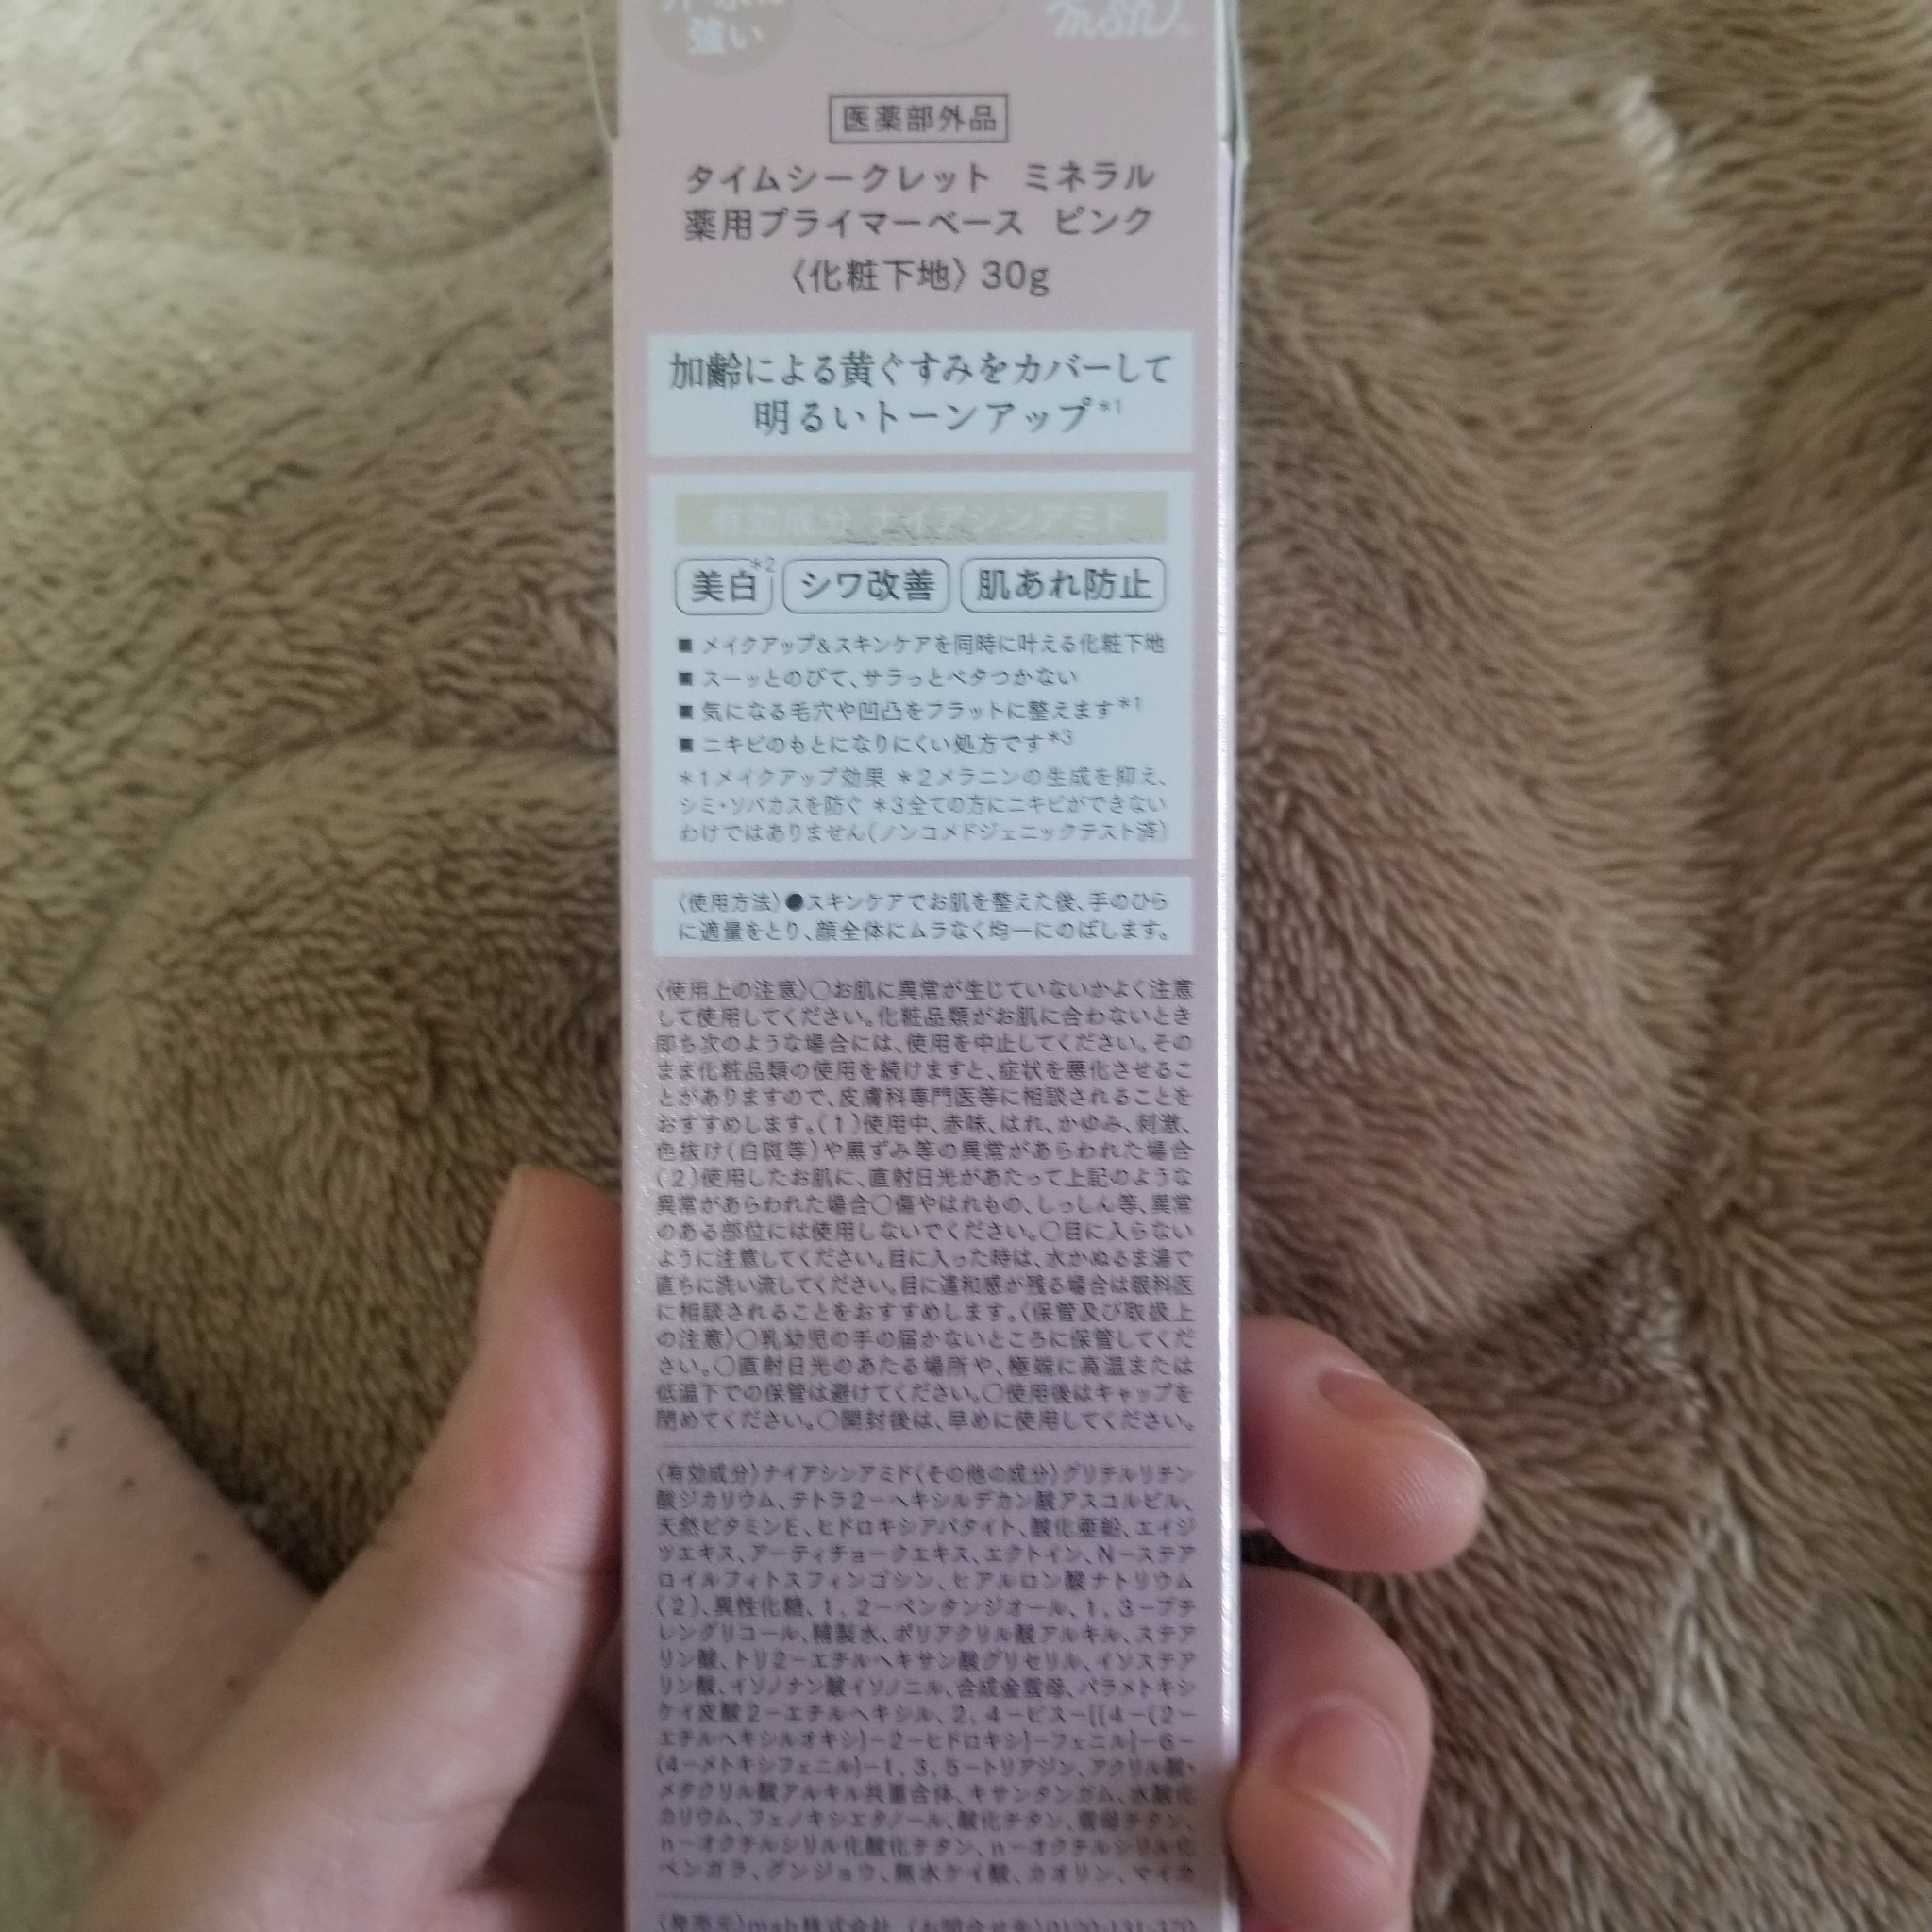 強い
msh
医薬部外品
タイムシークレット ミネラル
薬用プライマーベース ピンク
〈化粧下地〉30g
加齢による黄ぐすみをカバーして
明るいトーンアップ*1
有効成分 ナイアシンアミド
美白*2 シワ改善 肌あれ防止
■ メイクアップ&スキンケアを同時に叶える化粧下地
■ スーッとのびて、サラっとベタつかない
■ 気になる毛穴や凹凸をフラットに整えます*1
■ ニキビのもとになりにくい処方です*3
*1メイクアップ効果 *2メラニンの生成を抑え、
シミ・ソバカスを防ぐ *3全ての方にニキビができない
わけではありません(ノンコメドジェニックテスト済)
〈使用方法〉●スキンケアでお肌を整えた後、手のひら
に適量をとり、顔全体にムラなく均一にのばします。
〈使用上の注意〉○お肌に異常が生じていないかよく注意
して使用してください。化粧品類がお肌に合わないとき
即ち次のような場合には、使用を中止してください。その
まま化粧品類の使用を続けますと、症状を悪化させるこ
とがありますので、皮膚科専門医等に相談されることを
おすすめします。(1)使用中、赤味、はれ、かゆみ、刺激、
色抜け(白斑等)や黒ずみ等の異常があらわれた場合
(2)使用したお肌に、直射日光があたって上記のような
異常があらわれた場合○傷やはれもの、しっしん等、異常
のある部位には使用しないでください。○目に入らない
ように注意してください。目に入った時は、水かぬるま湯で
直ちに洗い流してください。目に違和感が残る場合は眼科医
に相談されることをおすすめします。〈保管及び取扱上
の注意〉○乳幼児の手の届かないところに保管してくだ
さい。○直射日光のあたる場所や、極端に高温または
低温下での保管は避けてください。○使用後はキャップを
閉めてください。○開封後は、早めに使用してください。
〈有効成分〉ナイアシンアミド〈その他の成分〉グリチルリチン
酸ジカリウム、テトラ2-ヘキシルデカン酸アスコルビル、
天然ビタミンE、ヒドロキシアパタイト、酸化亜鉛、エイジ
ツエキス、アーティチョークエキス、エクトイン、N-ステア
ロイルフィトスフィンゴシン、ヒアルロン酸ナトリウム
(2)、異性化糖、1,2-ペンタンジオール、1,3-ブチ
レングリコール、精製水、ポリアクリル酸アルキル、ステア
リン酸、トリ2-エチルヘキサン酸グリセリル、イソステア
リン酸、イソノナン酸イソノニル、合成金雲母、パラメトキシ
ケイ皮酸2-エチルヘキシル、2,4-ビス-[[4-(2-
エチルヘキシルオキシ)-2-ヒドロキシ]-フェニル]-6-
(4-メトキシフェニル)-1,3,5-トリアジン、アクリル酸・
メタクリル酸アルキル共重合体、キサンタンガム、水酸化
カリウム、フェノキシエタノール、酸化チタン、雲母チタン、
n-オクチルシリル化酸化チタン、n-オクチルシリル化
ベンガラ、グンジョウ、無水ケイ酸、カオリン、マイカ
〈発売元〉msh株式会社 〈お問合せ先〉0120-131-370